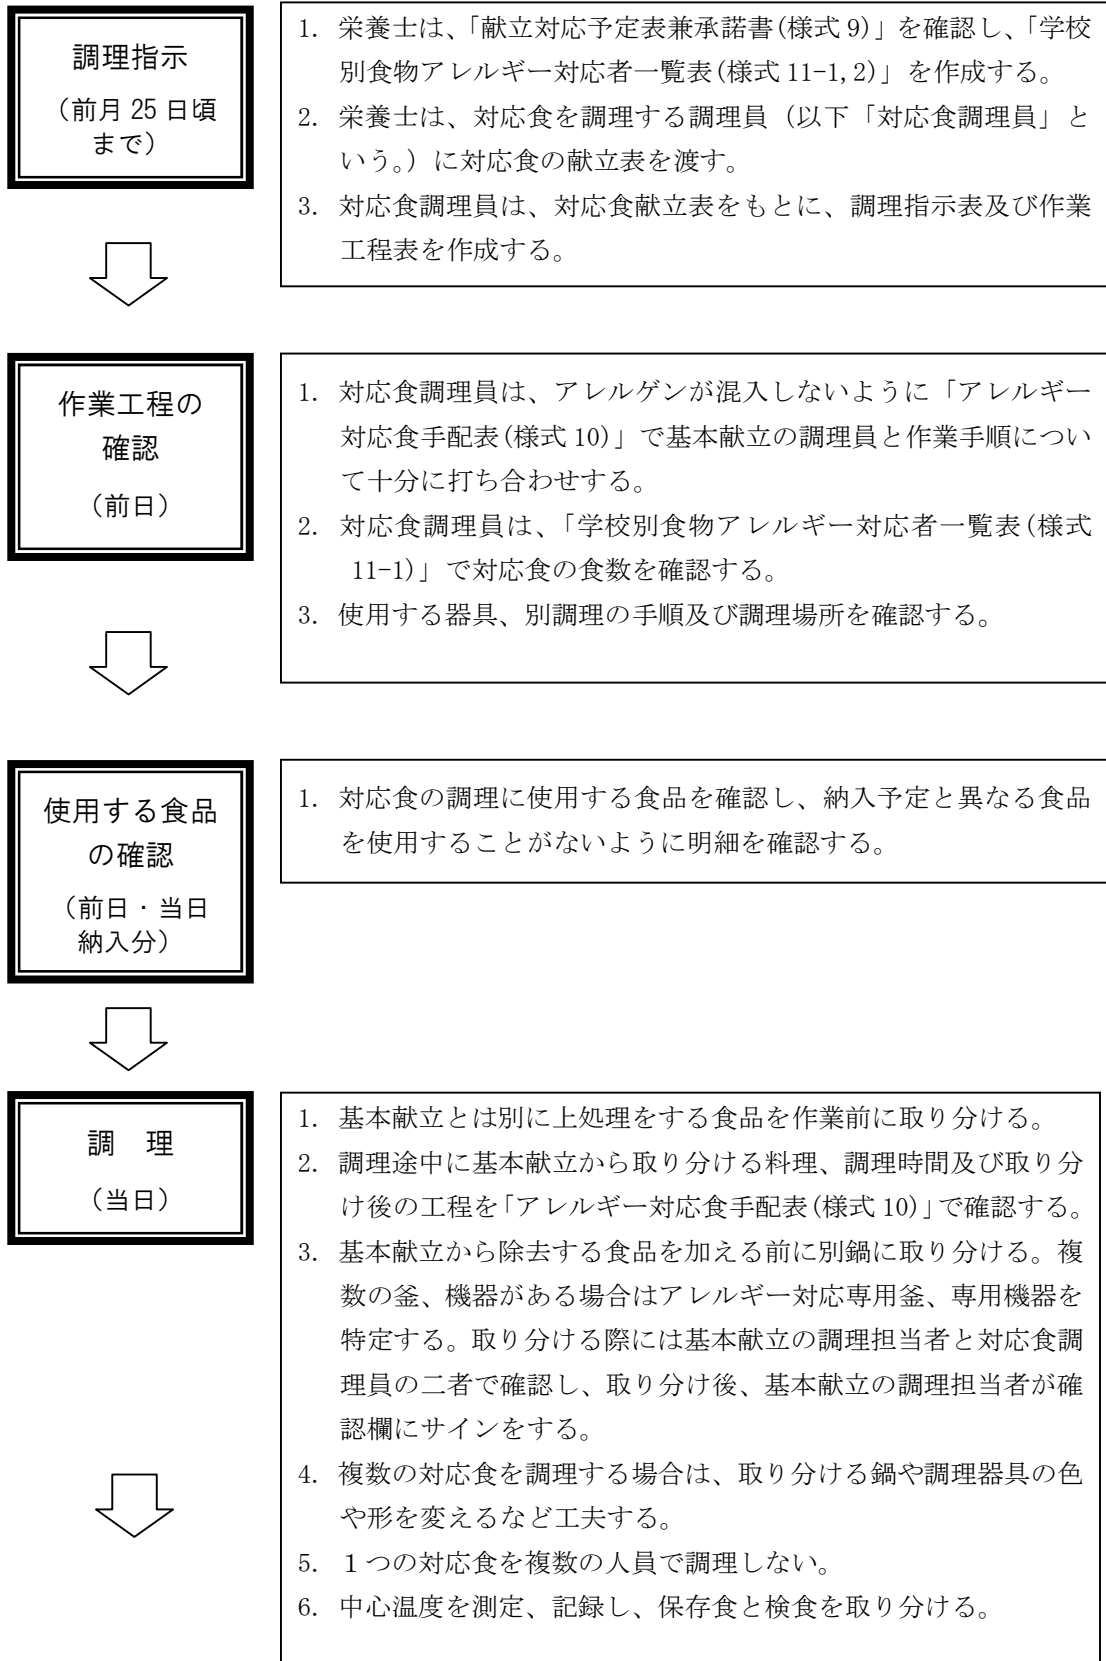 調理指示
（前月 25 日頃
まで）
1. 栄養士は、「献立対応予定表兼承諾書(様式 9)」を確認し、「学校
別食物アレルギー対応者一覧表(様式 11-1,2)」を作成する。
2. 栄養士は、対応食を調理する調理員（以下「対応食調理員」と
いう。）に対応食の献立表を渡す。
3. 対応食調理員は、対応食献立表をもとに、調理指示表及び作業
工程表を作成する。
作業工程の
確認
（前日）
1. 対応食調理員は、アレルゲンが混入しないように「アレルギー
対応食手配表(様式 10)」で基本献立の調理員と作業手順につい
て十分に打ち合わせする。
2. 対応食調理員は、「学校別食物アレルギー対応者一覧表(様式
11-1)」で対応食の食数を確認する。
3. 使用する器具、別調理の手順及び調理場所を確認する。
使用する食品
の確認
（前日・当日
納入分）
1. 対応食の調理に使用する食品を確認し、納入予定と異なる食品
を使用することがないように明細を確認する。
調　理
（当日）
1. 基本献立とは別に上処理をする食品を作業前に取り分ける。
2. 調理途中に基本献立から取り分ける料理、調理時間及び取り分
け後の工程を「アレルギー対応食手配表(様式 10)」で確認する。
3. 基本献立から除去する食品を加える前に別鍋に取り分ける。複
数の釜、機器がある場合はアレルギー対応専用釜、専用機器を
特定する。取り分ける際には基本献立の調理担当者と対応食調
理員の二者で確認し、取り分け後、基本献立の調理担当者が確
認欄にサインをする。
4. 複数の対応食を調理する場合は、取り分ける鍋や調理器具の色
や形を変えるなど工夫する。
5. １つの対応食を複数の人員で調理しない。
6. 中心温度を測定、記録し、保存食と検食を取り分ける。